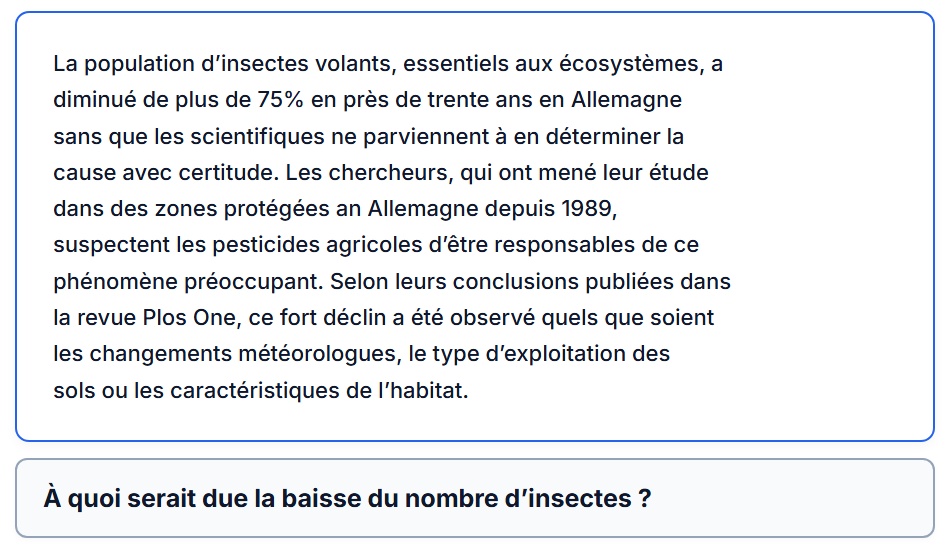 La population d’insectes volants, essentiels aux écosystèmes, a
diminué de plus de 75% en près de trente ans en Allemagne
sans que les scientifiques ne parviennent à en déterminer la
cause avec certitude. Les chercheurs, qui ont mené leur étude
dans des zones protégées an Allemagne depuis 1989,
suspectent les pesticides agricoles d’être responsables de ce
phénomène préoccupant. Selon leurs conclusions publiées dans
la revue Plos One, ce fort déclin a été observé quels que soient
les changements météorologues, le type d’exploitation des
sols ou les caractéristiques de l’habitat.
À quoi serait due la baisse du nombre d’insectes ?